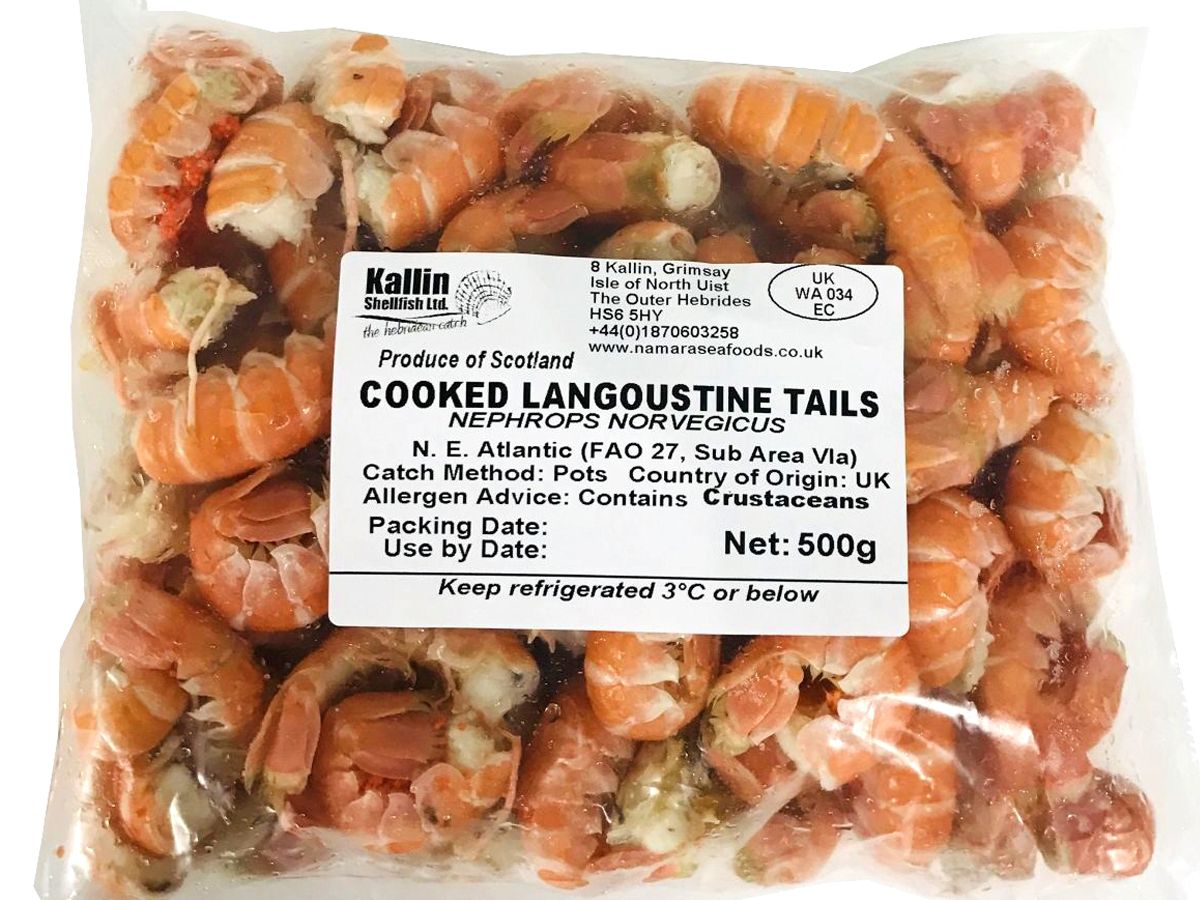 Kallin
Shellfish Ltd.
the hebridean catch
8 Kallin, Grimsay
Isle of North Uist
The Outer Hebrides
HS6 5HY
+44(0)1870603258
www.namaraseafoods.co.uk
UK
WA 034
EC
Produce of Scotland
COOKED LANGOUSTINE TAILS
NEPHROPS NORVEGICUS
N. E. Atlantic (FAO 27, Sub Area VIa)
Catch Method: Pots Country of Origin: UK
Allergen Advice: Contains Crustaceans
Packing Date:
Use by Date:
Net: 500g
Keep refrigerated 3°C or below